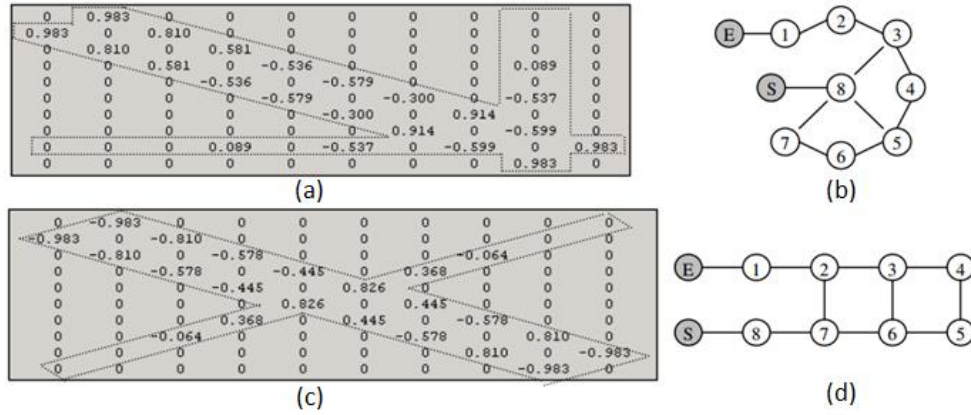 0 0.983 0 0 0 0 0 0 0 0
0.983 0 0.810 0 0 0 0 0 0 0
0 0.810 0 0.581 0 0 0 0 0 0
0 0 0.581 0 -0.536 0 0 0 0.089 0
0 0 0 -0.536 0 -0.579 0 0 0 0
0 0 0 0 -0.579 0 -0.300 0 -0.537 0
0 0 0 0 0 -0.300 0 0.914 0 0
0 0 0 0 0 0 0.914 0 -0.599 0
0 0 0 0.089 0 -0.537 0 -0.599 0 0.983
0 0 0 0 0 0 0 0 0.983 0
(a)
E 1 2 3
S 8 4
7 6 5
(b)
0 -0.983 0 0 0 0 0 0 0 0
-0.983 0 -0.810 0 0 0 0 0 0 0
0 -0.810 0 -0.578 0 0 0 -0.064 0 0
0 0 -0.578 0 -0.445 0 0.368 0 0 0
0 0 0 -0.445 0 0.826 0 0 0 0
0 0 0 0 0.826 0 0.445 0 0 0
0 0 0 0.368 0 0.445 0 -0.578 0 0
0 0 -0.064 0 0 0 -0.578 0 0.810 0
0 0 0 0 0 0 0 0.810 0 -0.983
0 0 0 0 0 0 0 0 -0.983 0
(c)
E 1 2 3 4
S 8 7 6 5
(d)